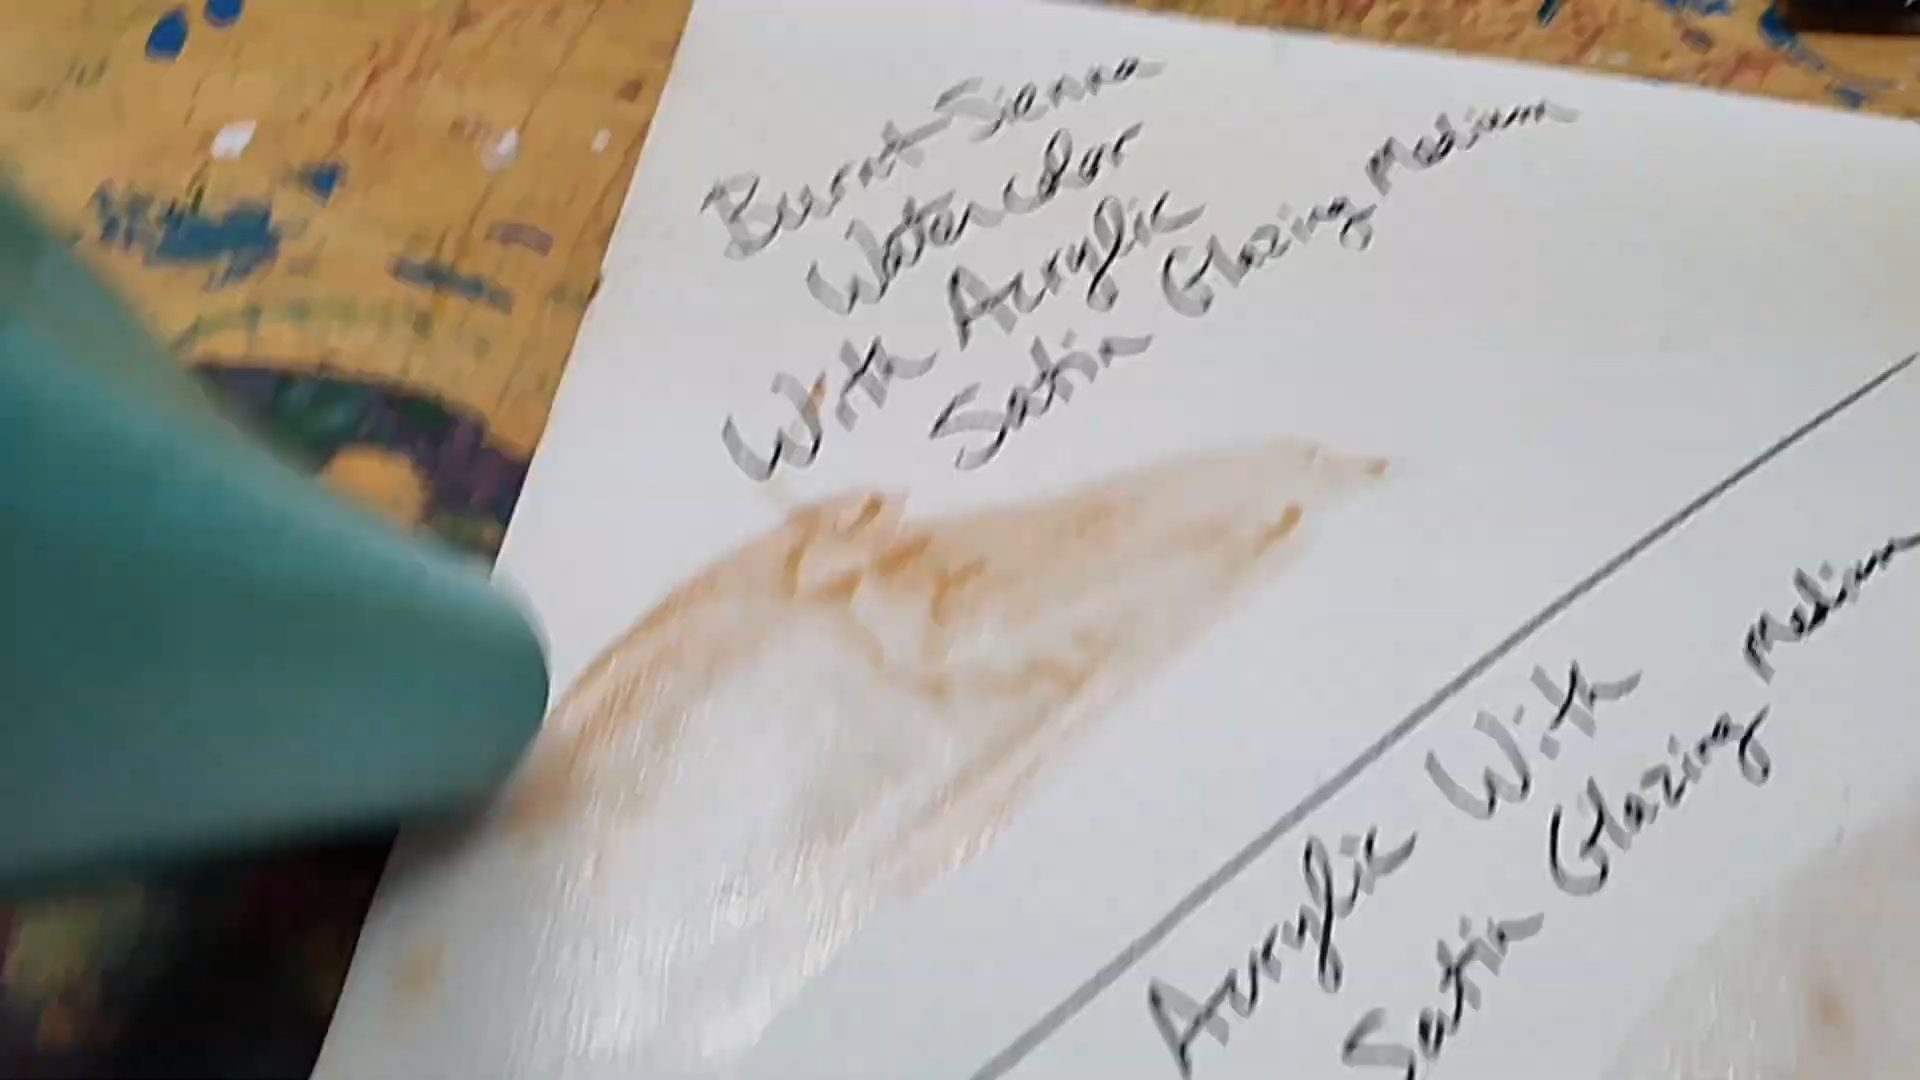 Burnt Sienna
Watercolor
With Acrylic
Satin Glazing Medium
Acrylic With
Satin Glazing Medium